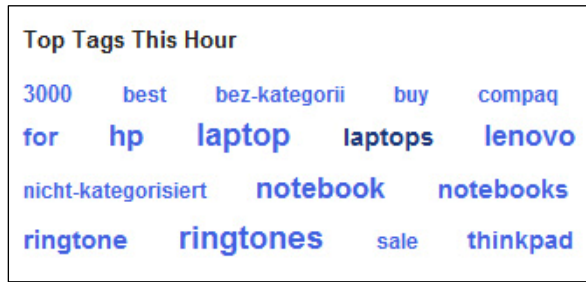 Top Tags This Hour
3000 best bez-kategorii buy compaq
for hp laptop laptops lenovo
nicht-kategorisiert notebook notebooks
ringtone ringtones sale thinkpad